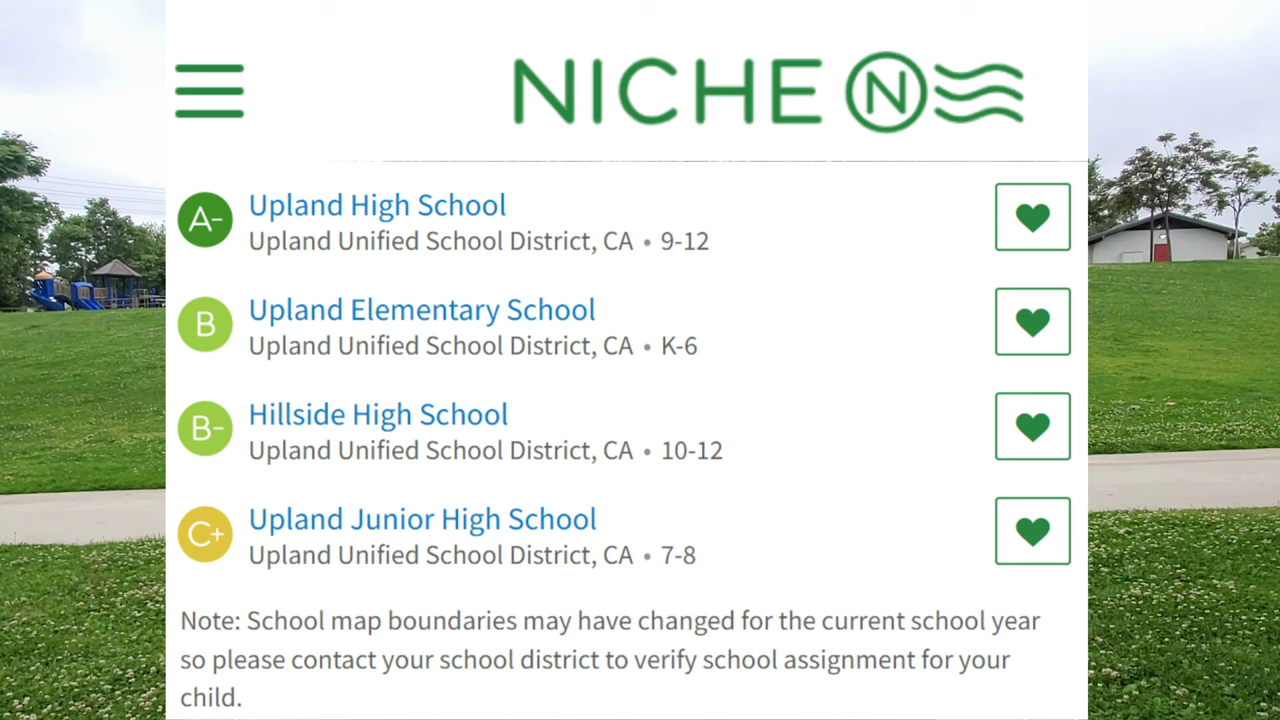 NICHE N
A- Upland High School
Upland Unified School District, CA • 9-12
B Upland Elementary School
Upland Unified School District, CA • K-6
B- Hillside High School
Upland Unified School District, CA • 10-12
C+ Upland Junior High School
Upland Unified School District, CA • 7-8
Note: School map boundaries may have changed for the current school year
so please contact your school district to verify school assignment for your
child.